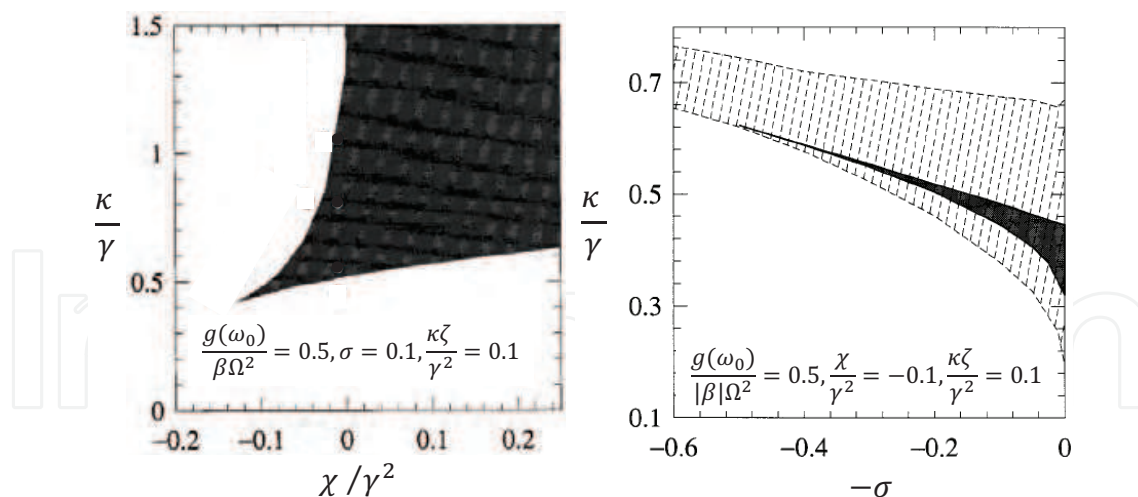 1.5
1
0.5
0
κ/γ
−0.2
−0.1
0
0.1
0.2
χ /γ²
g(ω₀)/βΩ² = 0.5, σ = 0.1, κζ/γ² = 0.1
0.7
0.5
0.3
0.1
κ/γ
−0.6
−0.4
−0.2
0
−σ
g(ω₀)/|β|Ω² = 0.5, χ/γ² = −0.1, κζ/γ² = 0.1